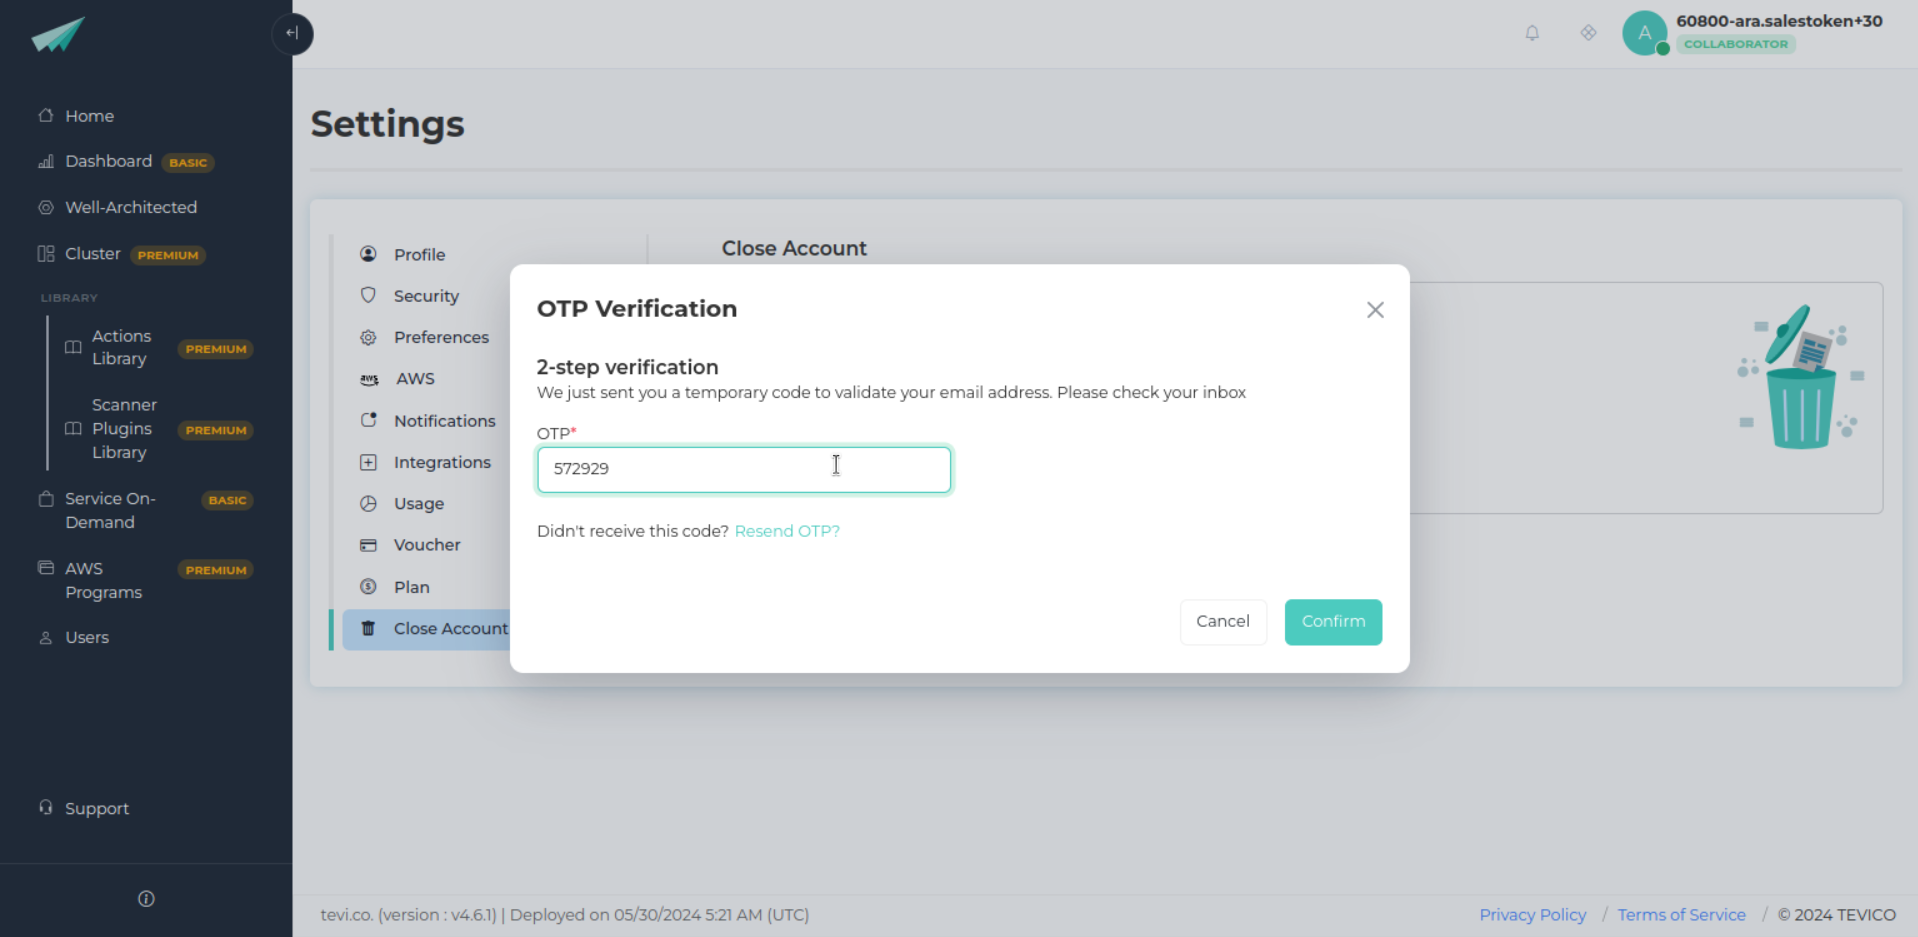 60800-ara.salestoken+30
A
COLLABORATOR
Home
Dashboard BASIC
Well-Architected
Cluster PREMIUM
LIBRARY
Actions
Library
PREMIUM
Scanner
Plugins
Library
PREMIUM
Service On-
Demand
BASIC
AWS
Programs
PREMIUM
Users
Support
Settings
Profile
Security
Preferences
aws AWS
Notifications
Integrations
Usage
Voucher
Plan
Close Account
Close Account
OTP Verification
2-step verification
We just sent you a temporary code to validate your email address. Please check your inbox
OTP*
572929
Didn't receive this code? Resend OTP?
Cancel
Confirm
tevi.co. (version : v4.6.1) | Deployed on 05/30/2024 5:21 AM (UTC)
Privacy Policy / Terms of Service / © 2024 TEVICO